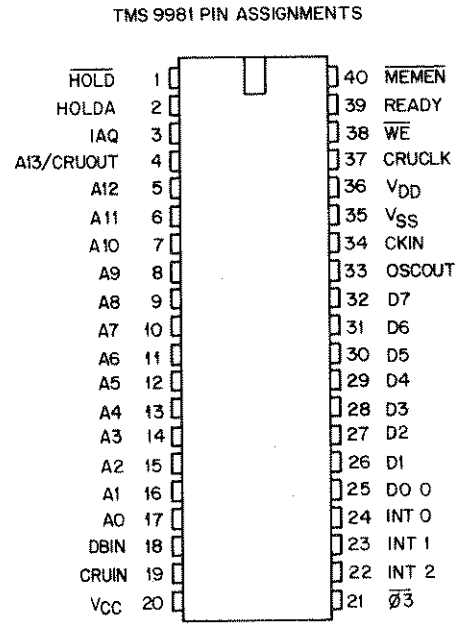 TMS 9981 PIN ASSIGNMENTS
HOLD 1 40 MEMEN
HOLDA 2 39 READY
IAQ 3 38 WE
A13/CRUOUT 4 37 CRUCLK
A12 5 36 VDD
A11 6 35 VSS
A10 7 34 CKIN
A9 8 33 OSCOUT
A8 9 32 D7
A7 10 31 D6
A6 11 30 D5
A5 12 29 D4
A4 13 28 D3
A3 14 27 D2
A2 15 26 D1
A1 16 25 DO O
A0 17 24 INT 0
DBIN 18 23 INT 1
CRUIN 19 22 INT 2
VCC 20 21 Ø3